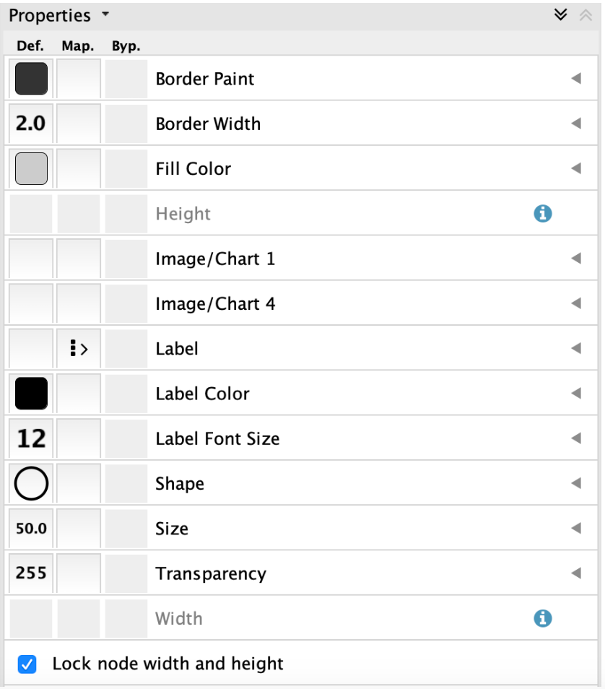 Properties
Def. Map. Byp.
Border Paint
2.0 Border Width
Fill Color
Height
Image/Chart 1
Image/Chart 4
Label
Label Color
12 Label Font Size
Shape
50.0 Size
255 Transparency
Width
Lock node width and height